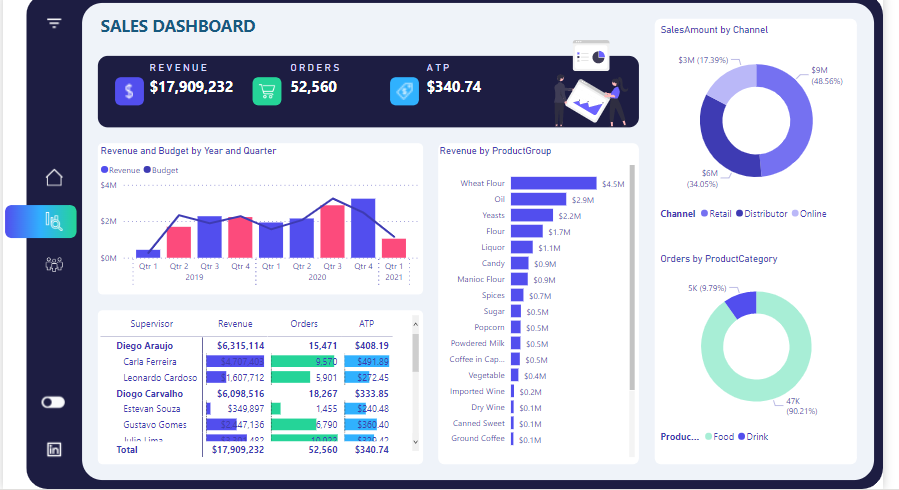 SALES DASHBOARD
REVENUE
$17,909,232
ORDERS
52,560
ATP
$340.74
Revenue and Budget by Year and Quarter
Revenue Budget
$4M
$2M
$0M
Qtr 1 Qtr 2 Qtr 3 Qtr 4 Qtr 1 Qtr 2 Qtr 3 Qtr 4 Qtr 1
2019 2020 2021
Supervisor Revenue Orders ATP
Diego Araujo $6,315,114 15,471 $408.19
Carla Ferreira 9,570 $491.89
Leonardo Cardoso $1,607,712 5,901 $272.45
Diogo Carvalho $6,098,516 18,267 $333.85
Estevan Souza $349,897 1,455 $240.48
Gustavo Gomes $2,447,136 6,790 $360.40
Julio Lima
Total $17,909,232 52,560 $340.74
Revenue by ProductGroup
Wheat Flour $4.5M
Oil $2.9M
Yeasts $2.2M
Flour $1.7M
Liquor $1.1M
Candy $0.9M
Manioc Flour $0.9M
Spices $0.7M
Sugar $0.5M
Popcorn $0.5M
Powdered Milk $0.5M
Coffee in Cap... $0.5M
Vegetable $0.4M
Imported Wine $0.2M
Dry Wine $0.1M
Canned Sweet $0.1M
Ground Coffee $0.1M
SalesAmount by Channel
$3M (17.39%)
$9M
(48.56%)
$6M
(34.05%)
Channel Retail Distributor Online
Orders by ProductCategory
5K (9.79%)
47K
(90.21%)
Produc... Food Drink
in